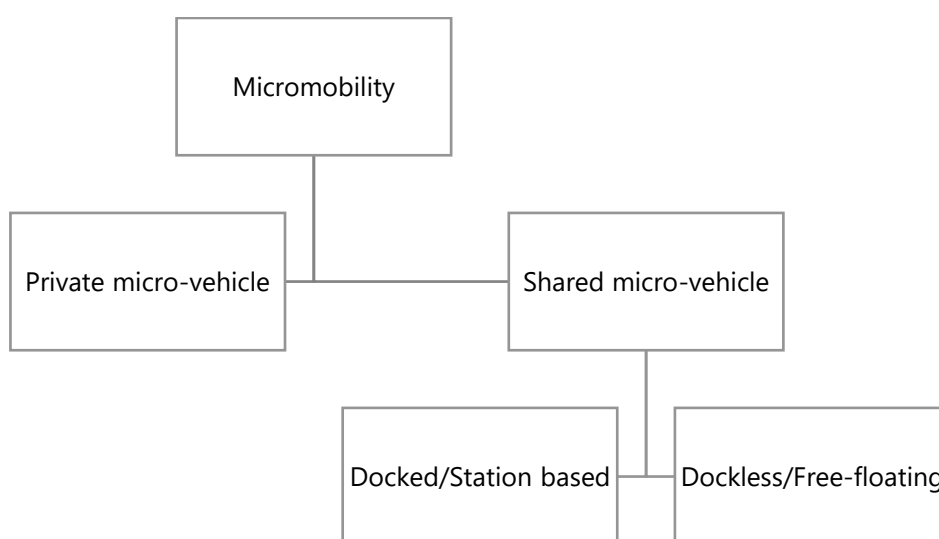 Micromobility
Private micro-vehicle
Shared micro-vehicle
Docked/Station based
Dockless/Free-floating